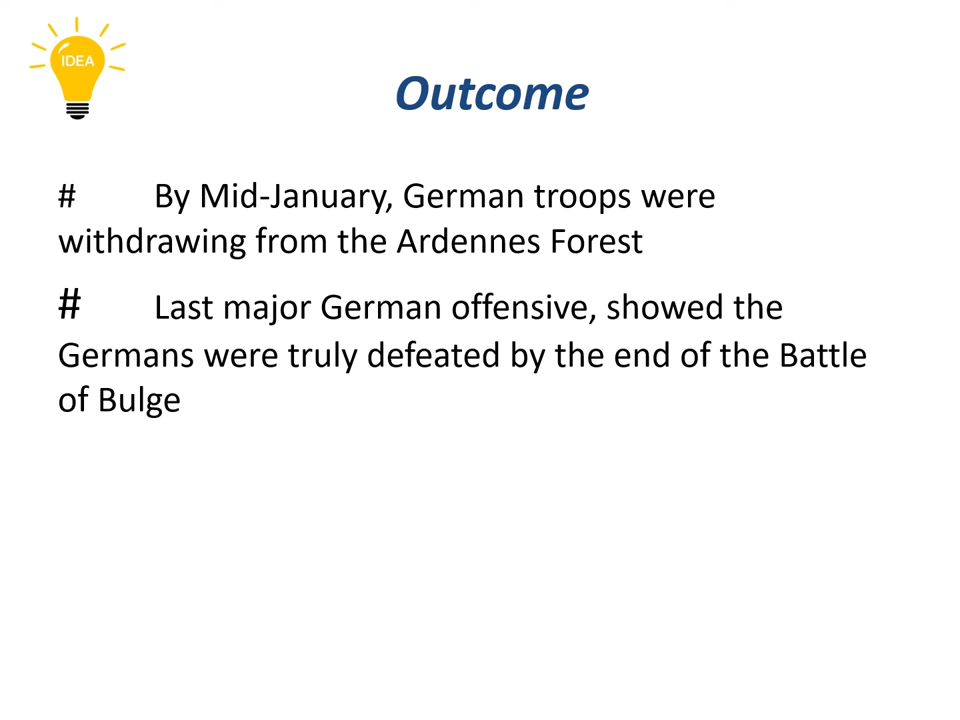 IDEA
Outcome
# By Mid-January, German troops were
withdrawing from the Ardennes Forest
# Last major German offensive, showed the
Germans were truly defeated by the end of the Battle
of Bulge